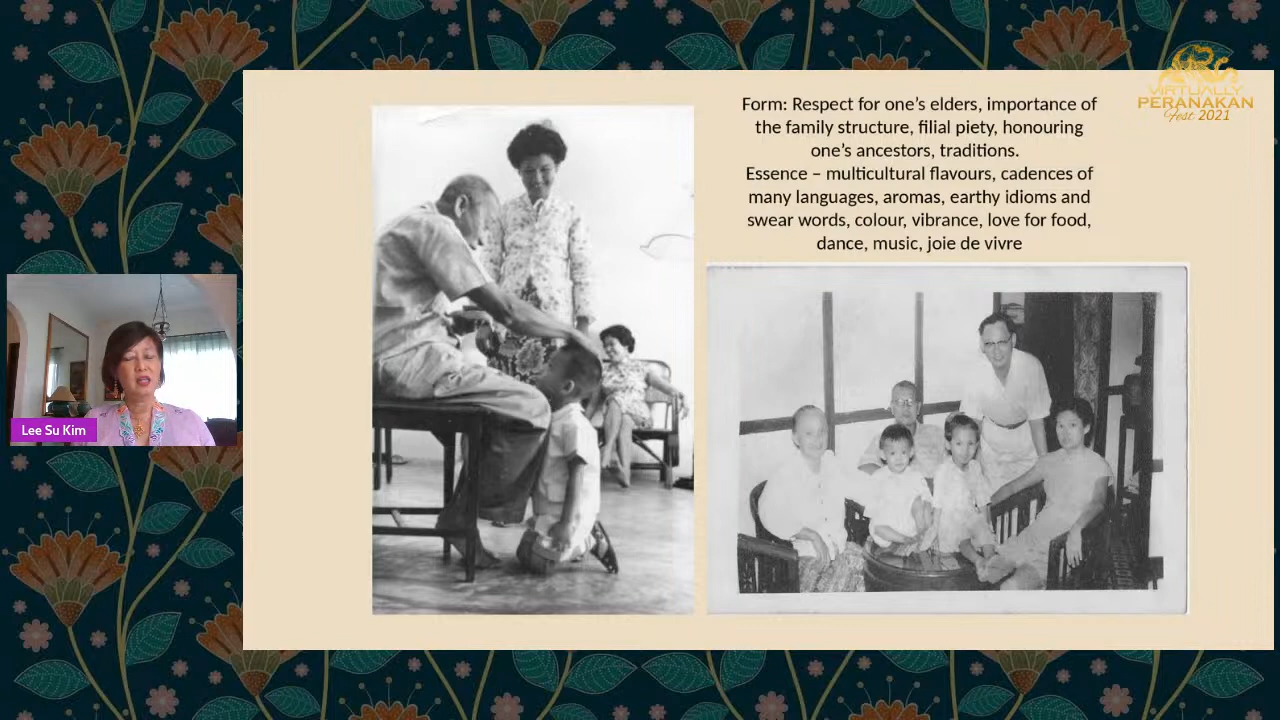 VIRTUALLY
PERANAKAN
Fest 2021
Form: Respect for one’s elders, importance of
the family structure, filial piety, honouring
one’s ancestors, traditions.
Essence – multicultural flavours, cadences of
many languages, aromas, earthy idioms and
swear words, colour, vibrance, love for food,
dance, music, joie de vivre
Lee Su Kim